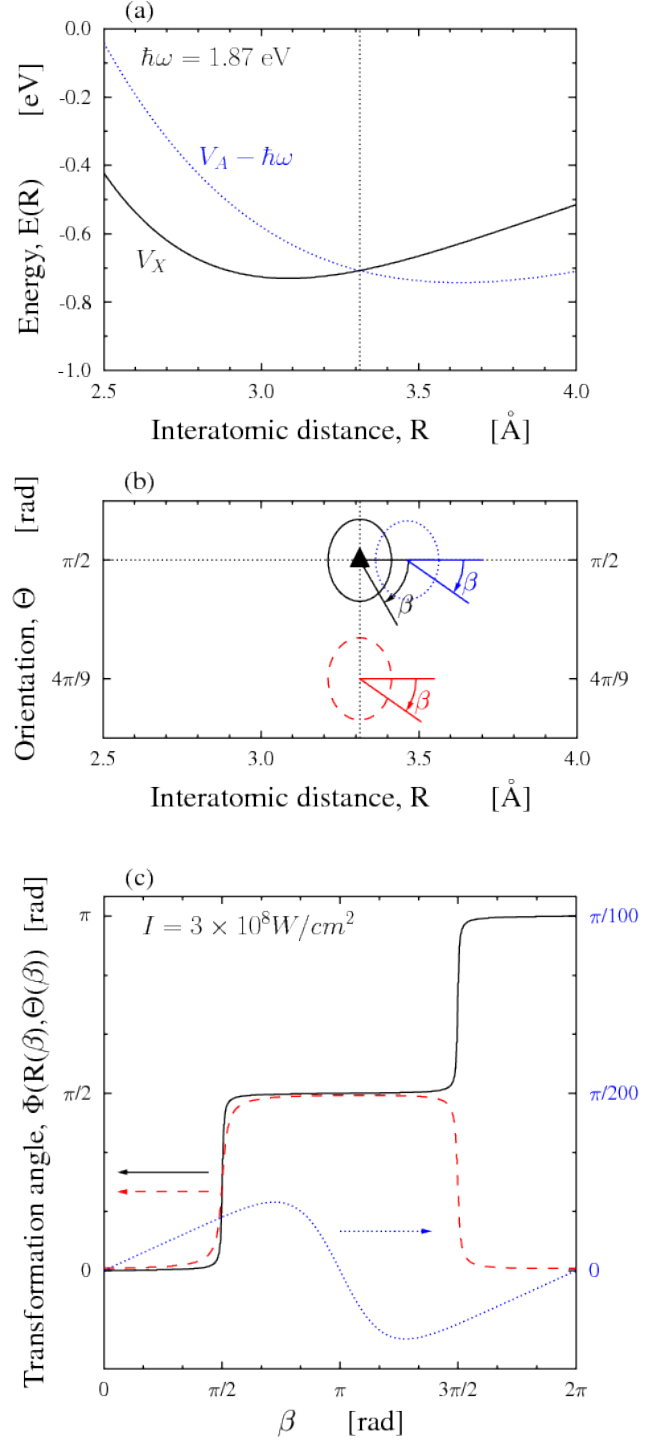 (a)
ħω = 1.87 eV
Energy, E(R) [eV]
0.0
-0.2
-0.4
-0.6
-0.8
-1.0
V_A − ħω
V_X
2.5 3.0 3.5 4.0
Interatomic distance, R [Å]
(b)
Orientation, Θ [rad]
π/2 π/2
4π/9 4π/9
β
β
β
2.5 3.0 3.5 4.0
Interatomic distance, R [Å]
(c)
I = 3 × 10^8 W/cm^2
Transformation angle, Φ(R(β),Θ(β)) [rad]
π π/100
π/2 π/200
0 0
0 π/2 π 3π/2 2π
β [rad]